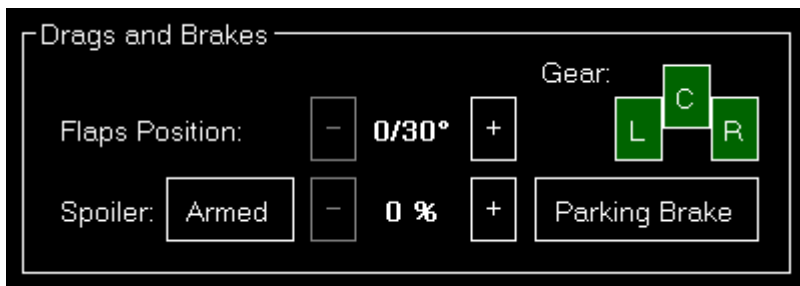 Drags and Brakes
Gear:
C
Flaps Position: − 0/30° + L R
Spoiler: Armed − 0 % + Parking Brake